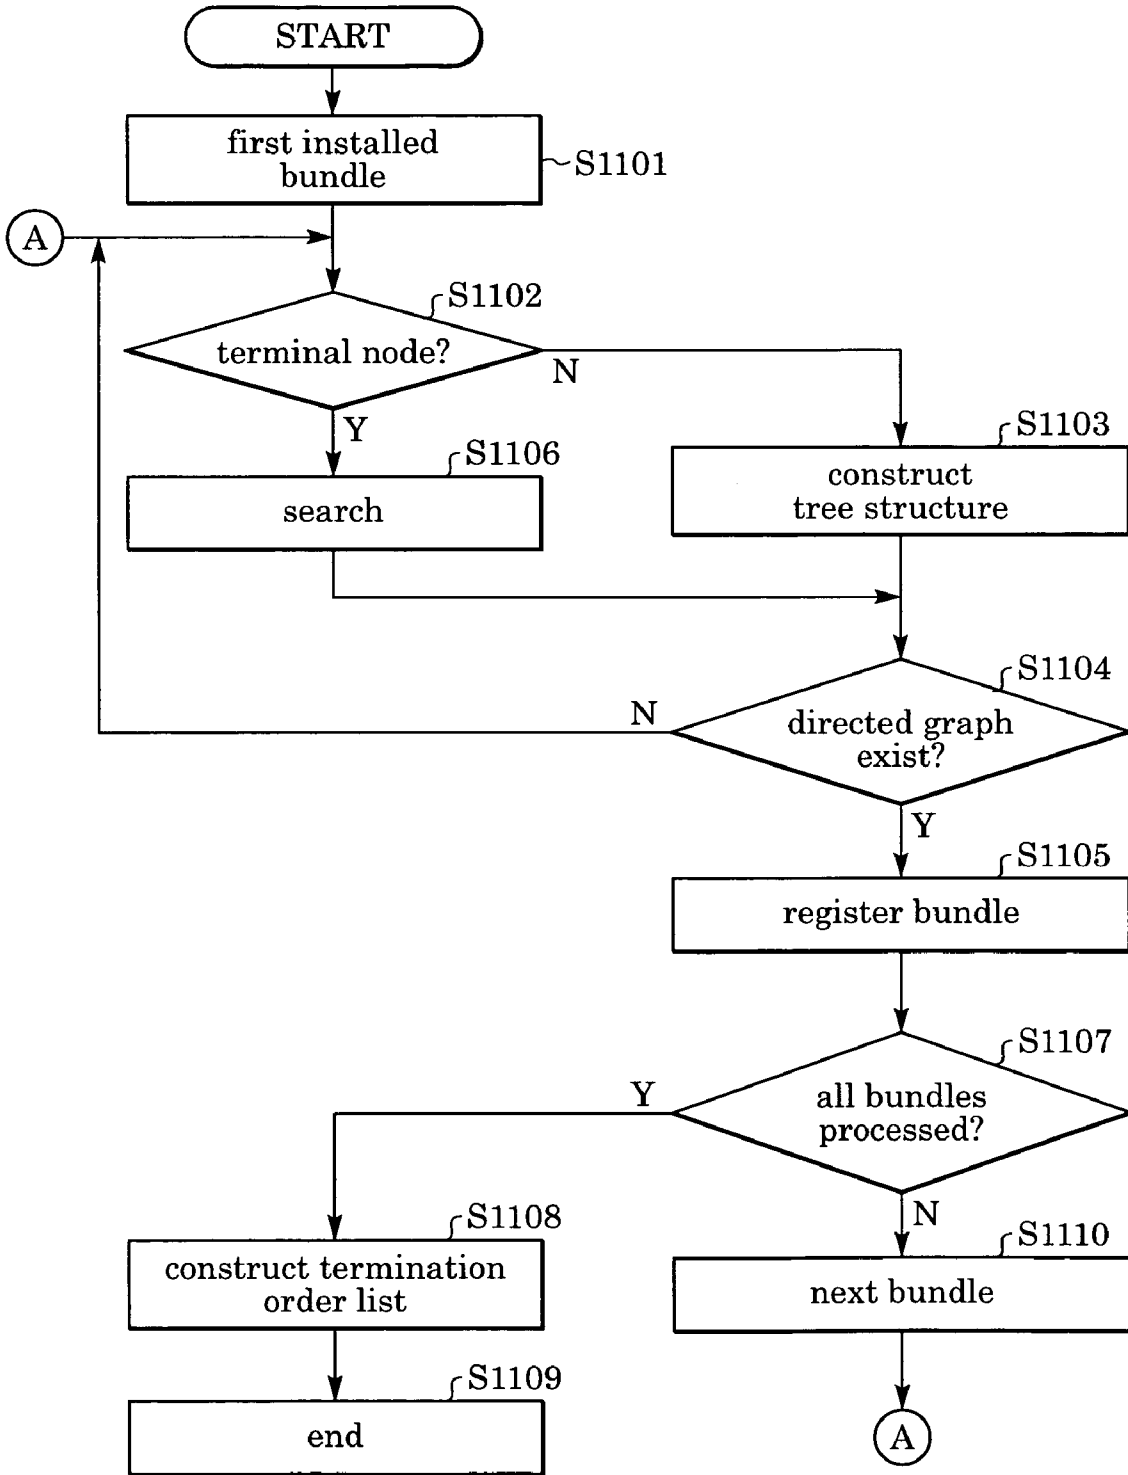 START
first installed
bundle
S1101
A
S1102
terminal node?
N
Y
S1106
search
S1103
construct
tree structure
S1104
directed graph
exist?
N
Y
S1105
register bundle
S1107
all bundles
processed?
Y
N
S1108
construct termination
order list
S1110
next bundle
S1109
end
A